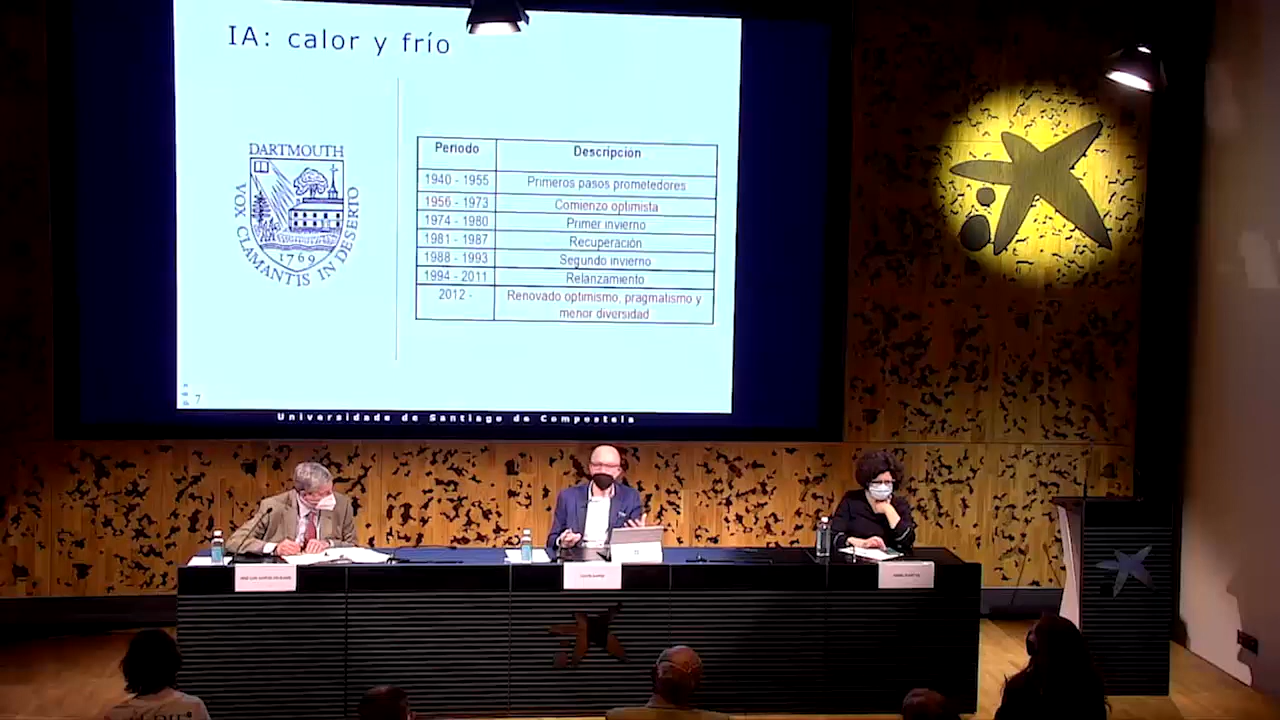 IA: calor y frío
DARTMOUTH
VOX CLAMANTIS IN DESERTO
1769
Periodo Descripción
1940 - 1955 Primeros pasos prometedores
1956 - 1973 Comienzo optimista
1974 - 1980 Primer invierno
1981 - 1987 Recuperación
1988 - 1993 Segundo invierno
1994 - 2011 Relanzamiento
2012 - Renovado optimismo, pragmatismo y
menor diversidad
7
Universidade de Santiago de Compostela